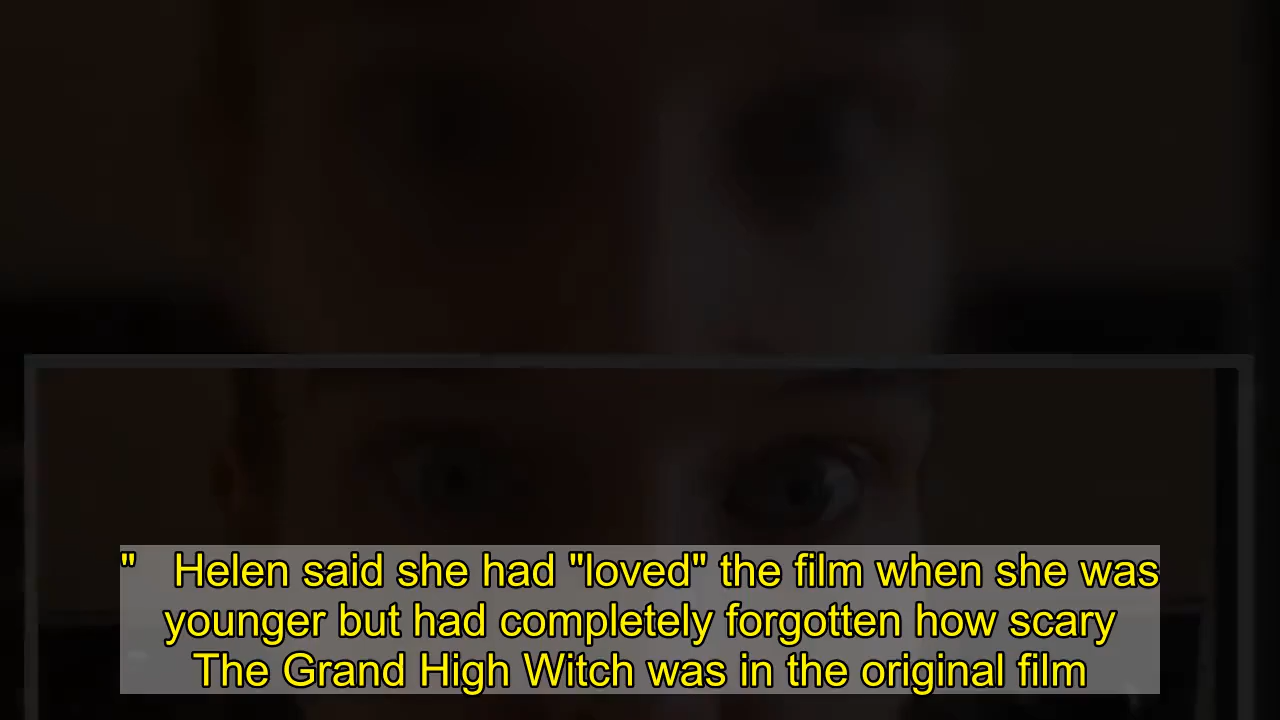 "   Helen said she had "loved" the film when she was
younger but had completely forgotten how scary
The Grand High Witch was in the original film